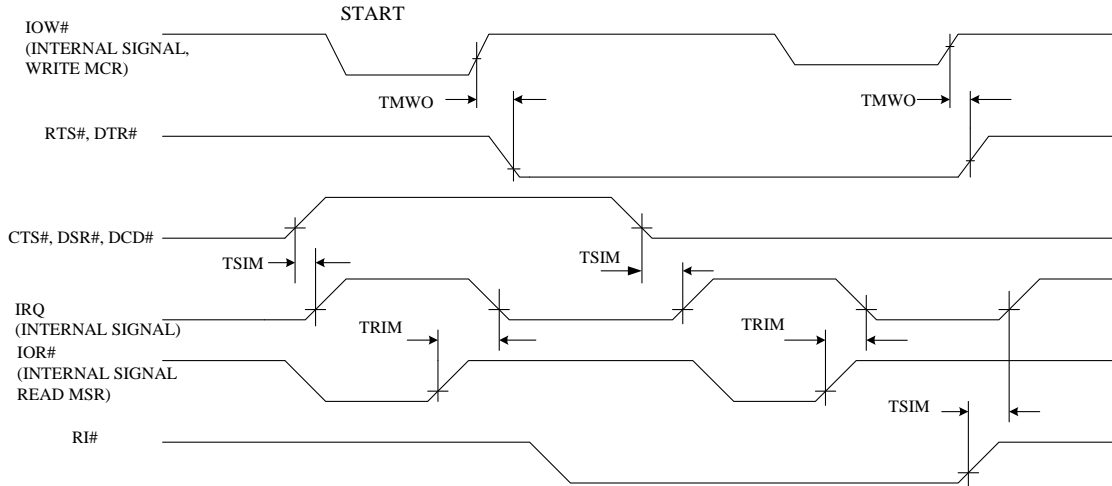 START
IOW#
(INTERNAL SIGNAL,
WRITE MCR)
TMWO
TMWO
RTS#, DTR#
CTS#, DSR#, DCD#
TSIM
TSIM
IRQ
(INTERNAL SIGNAL)
TRIM
TRIM
IOR#
(INTERNAL SIGNAL
READ MSR)
TSIM
RI#